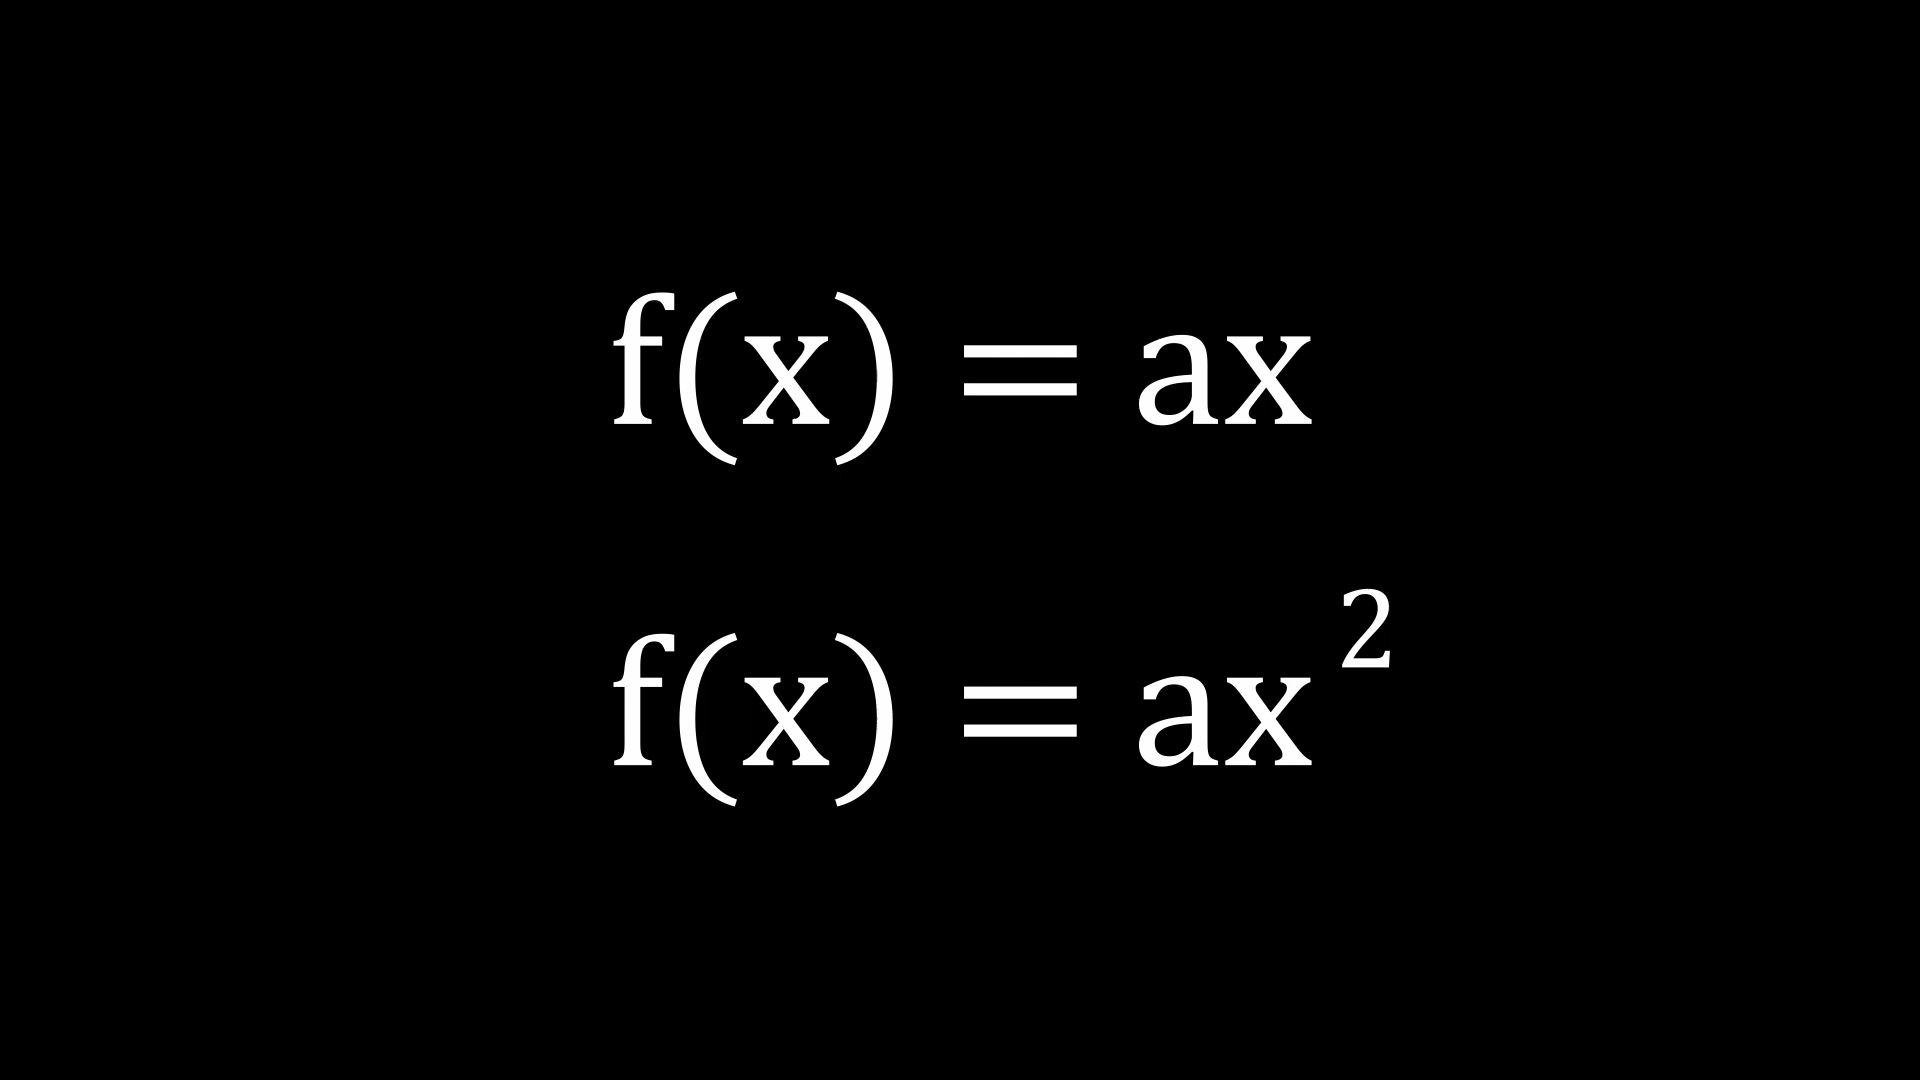 f(x) = ax
f(x) = ax²